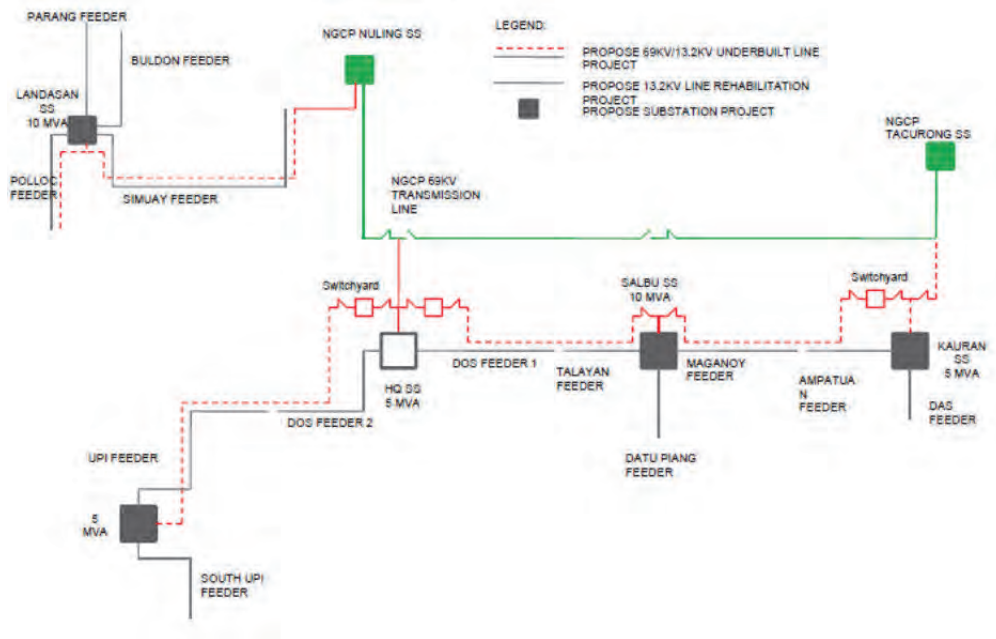 PARANG FEEDER
BULDON FEEDER
LANDASAN
SS
10 MVA
POLLOC
FEEDER
SIMUAY FEEDER
NGCP NULING SS
LEGEND:
PROPOSE 69KV/13.2KV UNDERBUILT LINE
PROJECT
PROPOSE 13.2KV LINE REHABILITATION
PROJECT
PROPOSE SUBSTATION PROJECT
NGCP
TACURONG SS
NGCP 69KV
TRANSMISSION
LINE
Switchyard
SALBU SS
10 MVA
Switchyard
HQ SS
5 MVA
DOS FEEDER 1
TALAYAN
FEEDER
MAGANOY
FEEDER
AMPATUA
N
FEEDER
KAURAN
SS
5 MVA
DAS
FEEDER
DOS FEEDER 2
UPI FEEDER
DATU PIANG
FEEDER
5
MVA
SOUTH UPI
FEEDER